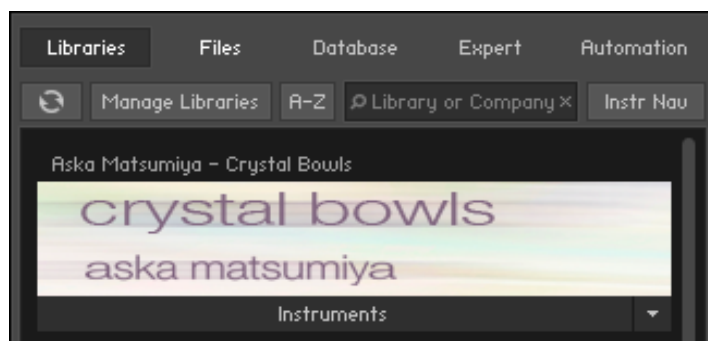 Libraries Files Database Expert Automation
Manage Libraries A-Z Library or Company × Instr Nav
Aska Matsumiya - Crystal Bowls
crystal bowls
aska matsumiya
Instruments